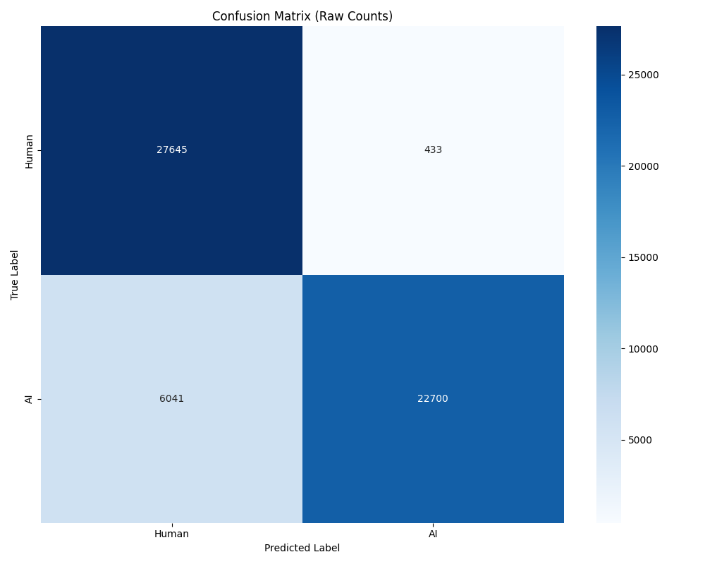 Confusion Matrix (Raw Counts)
True Label
Human
27645
433
AI
6041
22700
Human
AI
Predicted Label
25000
20000
15000
10000
5000